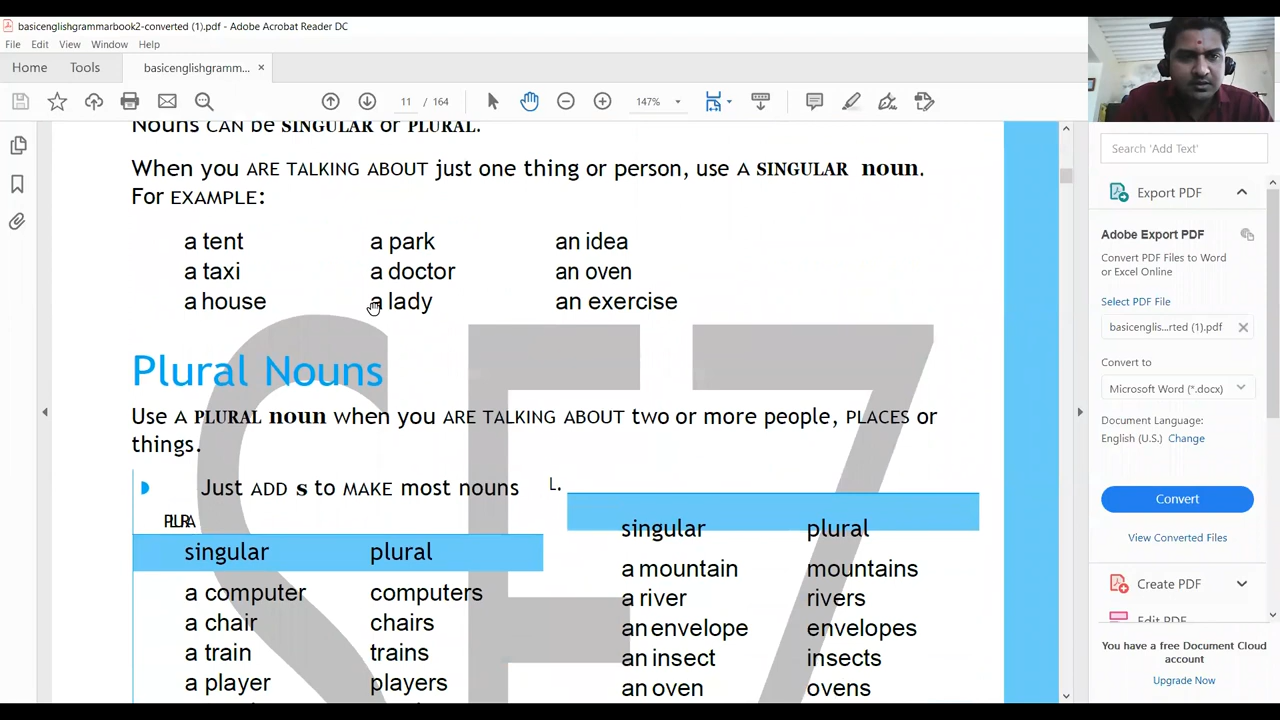 basicenglishgrammarbook2-converted (1).pdf - Adobe Acrobat Reader DC
File Edit View Window Help
Home Tools basicenglishgramm... ×
11 / 164 147%
Nouns CAN be SINGULAR or PLURAL.
When you ARE TALKING ABOUT just one thing or person, use A SINGULAR noun.
For EXAMPLE:
a tent a park an idea
a taxi a doctor an oven
a house a lady an exercise
Plural Nouns
Use A PLURAL noun when you ARE TALKING ABOUT two or more people, PLACES or
things.
Just ADD s to MAKE most nouns L.
PLURA
singular plural
a computer computers
a chair chairs
a train trains
a player players
singular plural
a mountain mountains
a river rivers
an envelope envelopes
an insect insects
an oven ovens
SE7
Search 'Add Text'
Export PDF
Adobe Export PDF
Convert PDF Files to Word
or Excel Online
Select PDF File
basicenglis...rted (1).pdf
Convert to
Microsoft Word (*.docx)
Document Language:
English (U.S.) Change
Convert
View Converted Files
Create PDF
Edit PDF
You have a free Document Cloud
account
Upgrade Now